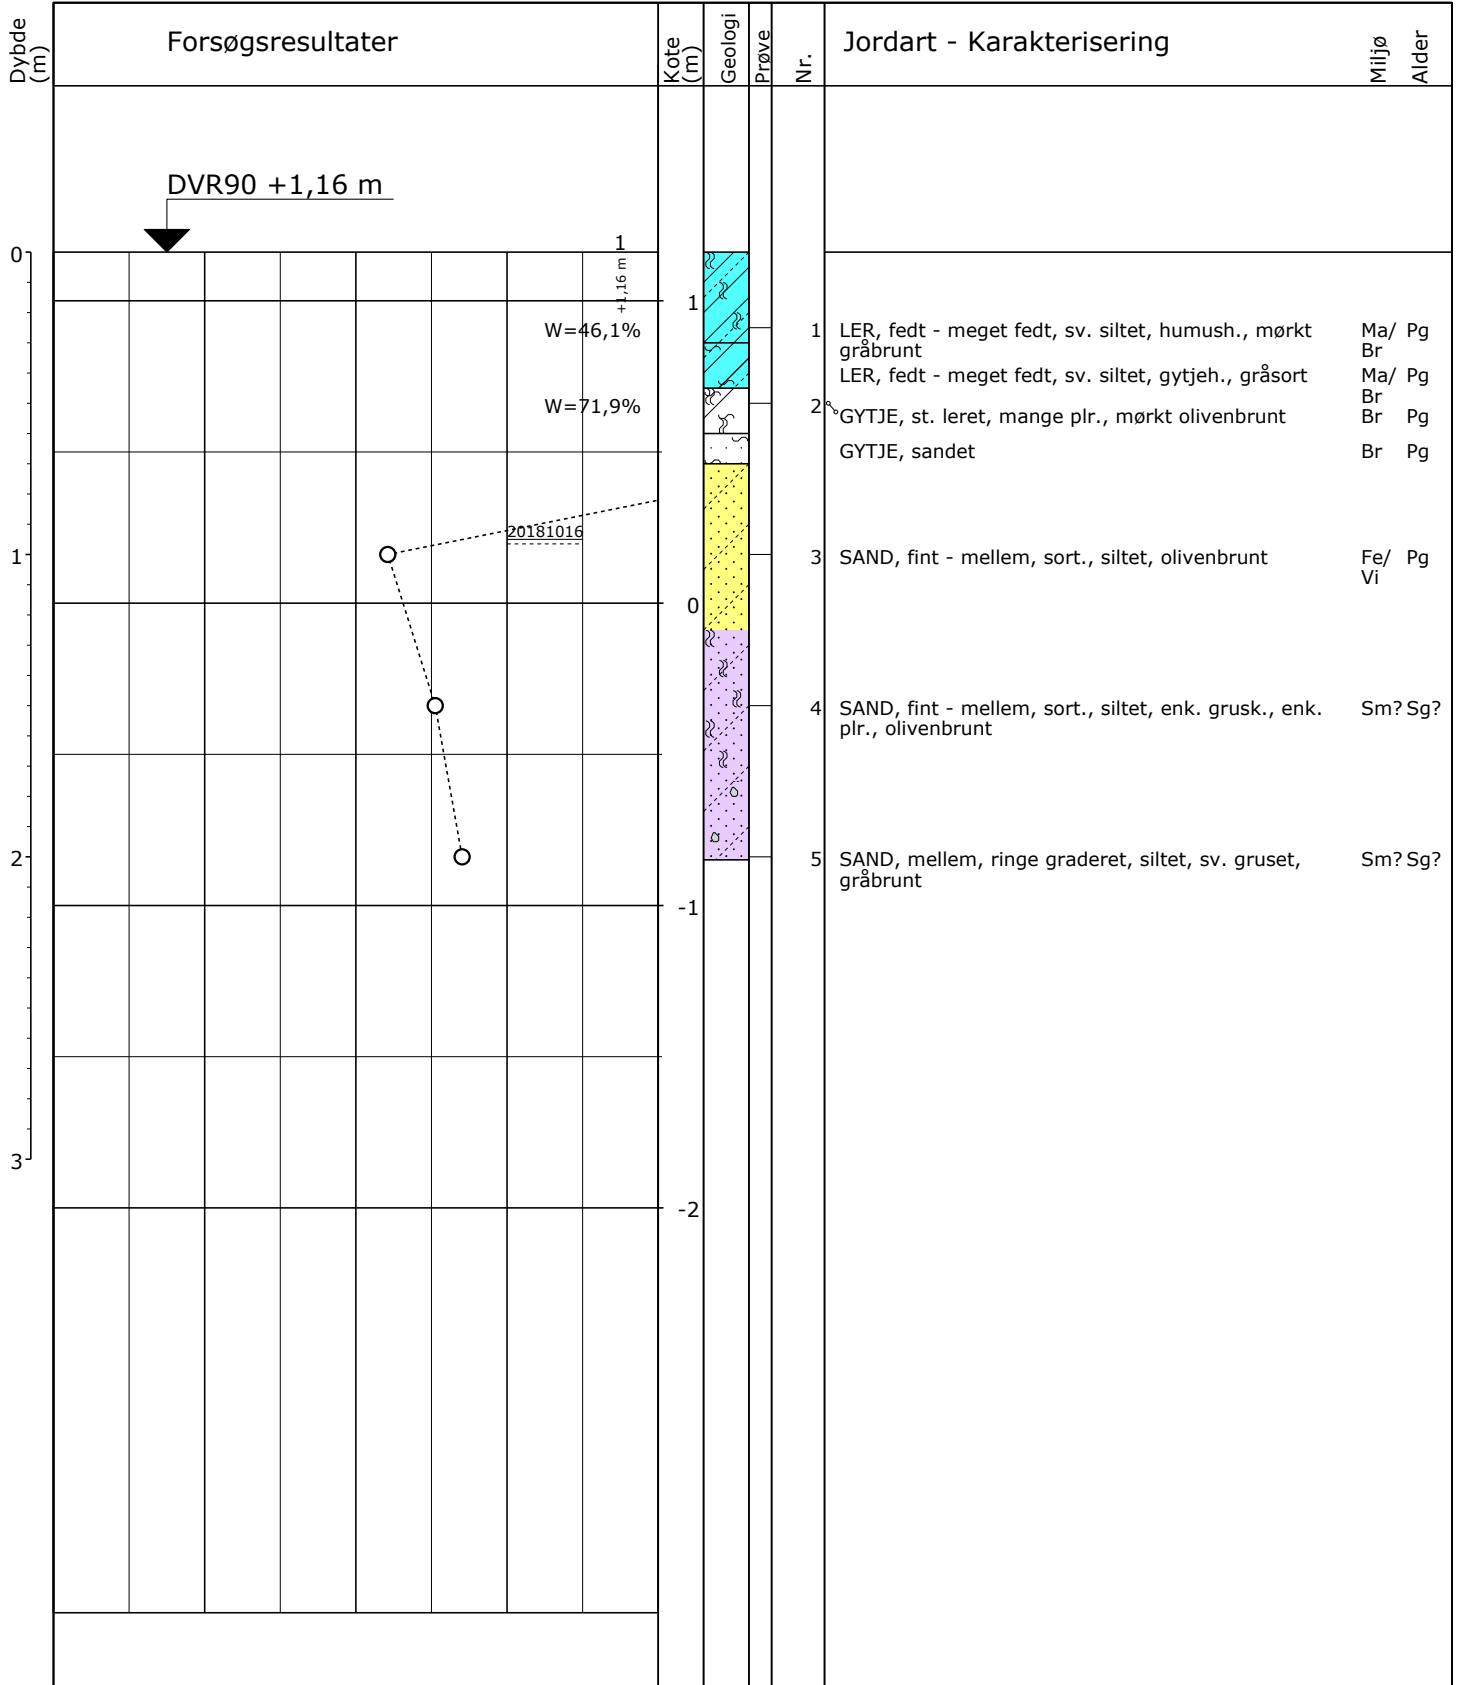 Dybde
(m)
Forsøgsresultater
Kote
(m)
Geologi
Prøve
Nr.
Jordart - Karakterisering
Miljø
Alder
DVR90 +1,16 m
0
1
+1,16 m
1
W=46,1%
1
LER, fedt - meget fedt, sv. siltet, humush., mørkt
gråbrunt
Ma/
Br
Pg
LER, fedt - meget fedt, sv. siltet, gytjeh., gråsort
Ma/
Br
Pg
W=71,9%
2
GYTJE, st. leret, mange plr., mørkt olivenbrunt
Br
Pg
GYTJE, sandet
Br
Pg
20181016
1
3
SAND, fint - mellem, sort., siltet, olivenbrunt
Fe/
Vi
Pg
0
4
SAND, fint - mellem, sort., siltet, enk. grusk., enk.
plr., olivenbrunt
Sm?
Sg?
2
5
SAND, mellem, ringe graderet, siltet, sv. gruset,
gråbrunt
Sm?
Sg?
-1
3
-2